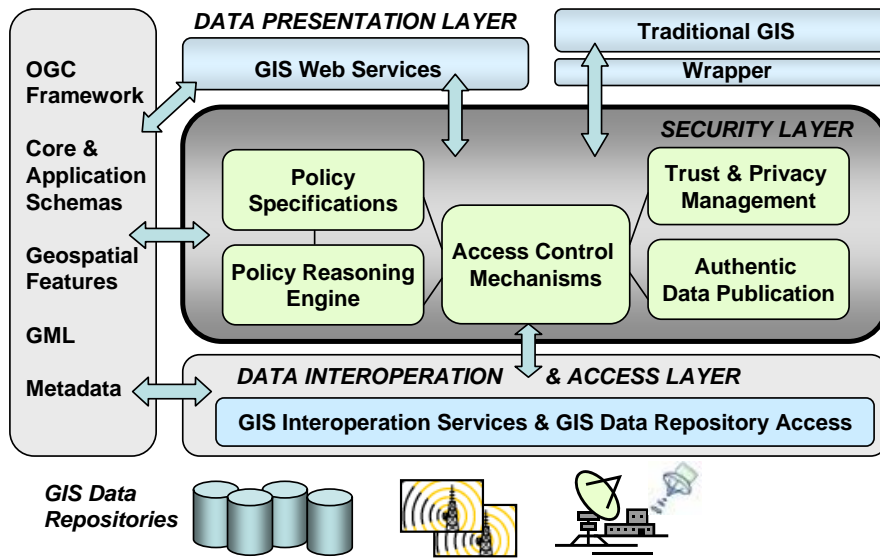 DATA PRESENTATION LAYER
GIS Web Services
Traditional GIS
Wrapper
OGC
Framework
Core &
Application
Schemas
Geospatial
Features
GML
Metadata
SECURITY LAYER
Policy
Specifications
Policy Reasoning
Engine
Access Control
Mechanisms
Trust & Privacy
Management
Authentic
Data Publication
DATA INTEROPERATION & ACCESS LAYER
GIS Interoperation Services & GIS Data Repository Access
GIS Data
Repositories